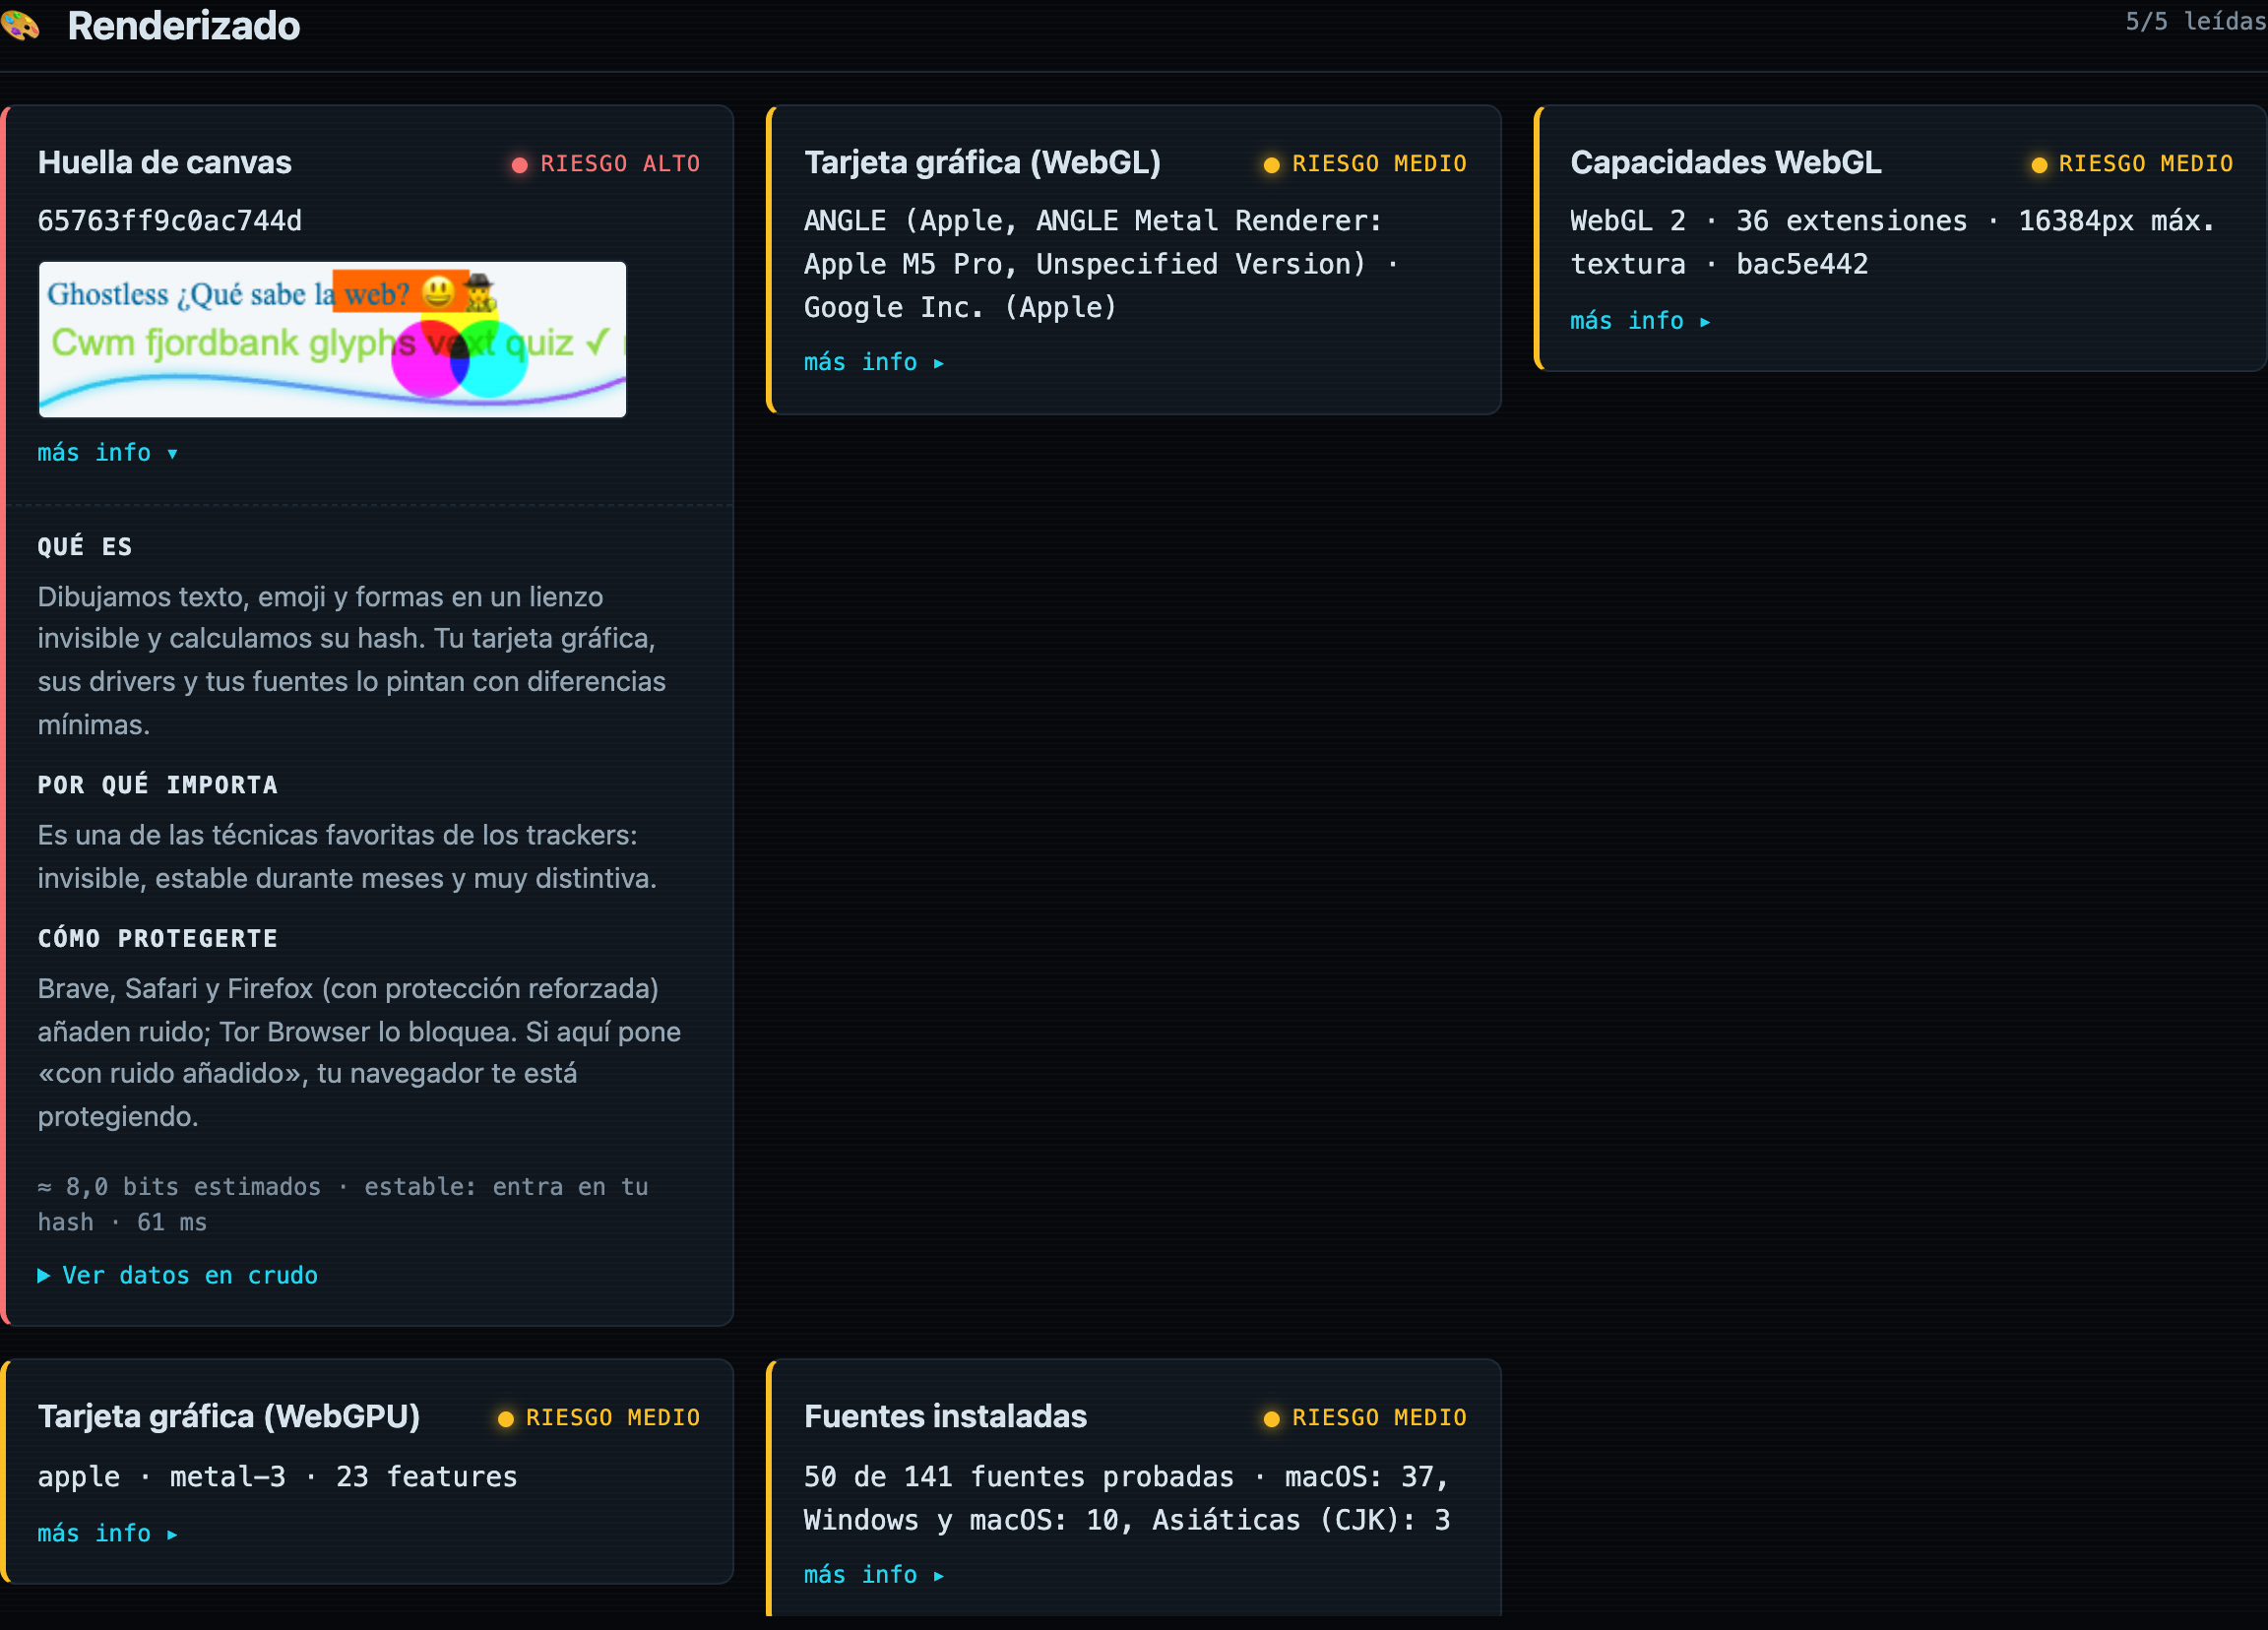 🎨 Renderizado
5/5 leídas
Huella de canvas
RIESGO ALTO
65763ff9c0ac744d
Ghostless ¿Qué sabe la web? 😃🕵️
Cwm fjordbank glyphs vext quiz ✓
más info ▾
QUÉ ES
Dibujamos texto, emoji y formas en un lienzo
invisible y calculamos su hash. Tu tarjeta gráfica,
sus drivers y tus fuentes lo pintan con diferencias
mínimas.
POR QUÉ IMPORTA
Es una de las técnicas favoritas de los trackers:
invisible, estable durante meses y muy distintiva.
CÓMO PROTEGERTE
Brave, Safari y Firefox (con protección reforzada)
añaden ruido; Tor Browser lo bloquea. Si aquí pone
«con ruido añadido», tu navegador te está
protegiendo.
≈ 8,0 bits estimados · estable: entra en tu
hash · 61 ms
▶ Ver datos en crudo
Tarjeta gráfica (WebGL)
RIESGO MEDIO
ANGLE (Apple, ANGLE Metal Renderer:
Apple M5 Pro, Unspecified Version) ·
Google Inc. (Apple)
más info ▸
Capacidades WebGL
RIESGO MEDIO
WebGL 2 · 36 extensiones · 16384px máx.
textura · bac5e442
más info ▸
Tarjeta gráfica (WebGPU)
RIESGO MEDIO
apple · metal-3 · 23 features
más info ▸
Fuentes instaladas
RIESGO MEDIO
50 de 141 fuentes probadas · macOS: 37,
Windows y macOS: 10, Asiáticas (CJK): 3
más info ▸